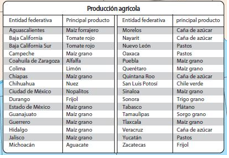 Producción agrícola
Entidad federativa Principal producto Entidad federativa principal producto
Aguascalientes Maíz forrajero Morelos Caña de azúcar
Baja California Tomate rojo Nayarit Caña de azúcar
Baja California Sur Tomate rojo Nuevo León Pastos
Campeche Maíz grano Oaxaca Pastos
Coahuila de Zaragoza Alfalfa Puebla Maíz grano
Colima Limón Querétaro Maíz grano
Chiapas Maíz grano Quintana Roo Caña de azúcar
Chihuahua Nuez San Luis Potosí Chile verde
Ciudad de México Nopalitos Sinaloa Maíz grano
Durango Frijol Sonora Trigo grano
Estado de México Maíz grano Tabasco Plátano
Guanajuato Maíz grano Tamaulipas Sorgo grano
Guerrero Maíz grano Tlaxcala Maíz grano
Hidalgo Maíz grano Veracruz Caña de azúcar
Jalisco Maíz grano Yucatán Pastos
Michoacán Aguacate Zacatecas Frijol